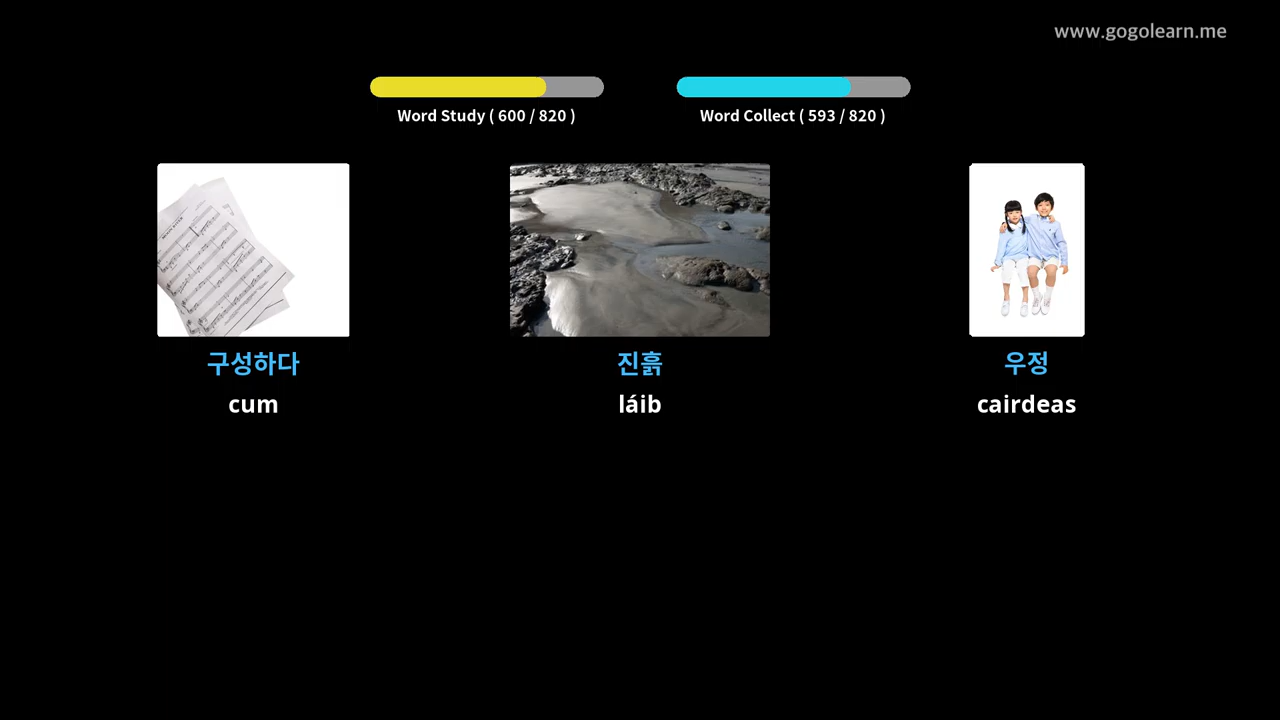 www.gogolearn.me
Word Study ( 600 / 820 )
Word Collect ( 593 / 820 )
구성하다
진흙
우정
cum
láib
cairdeas